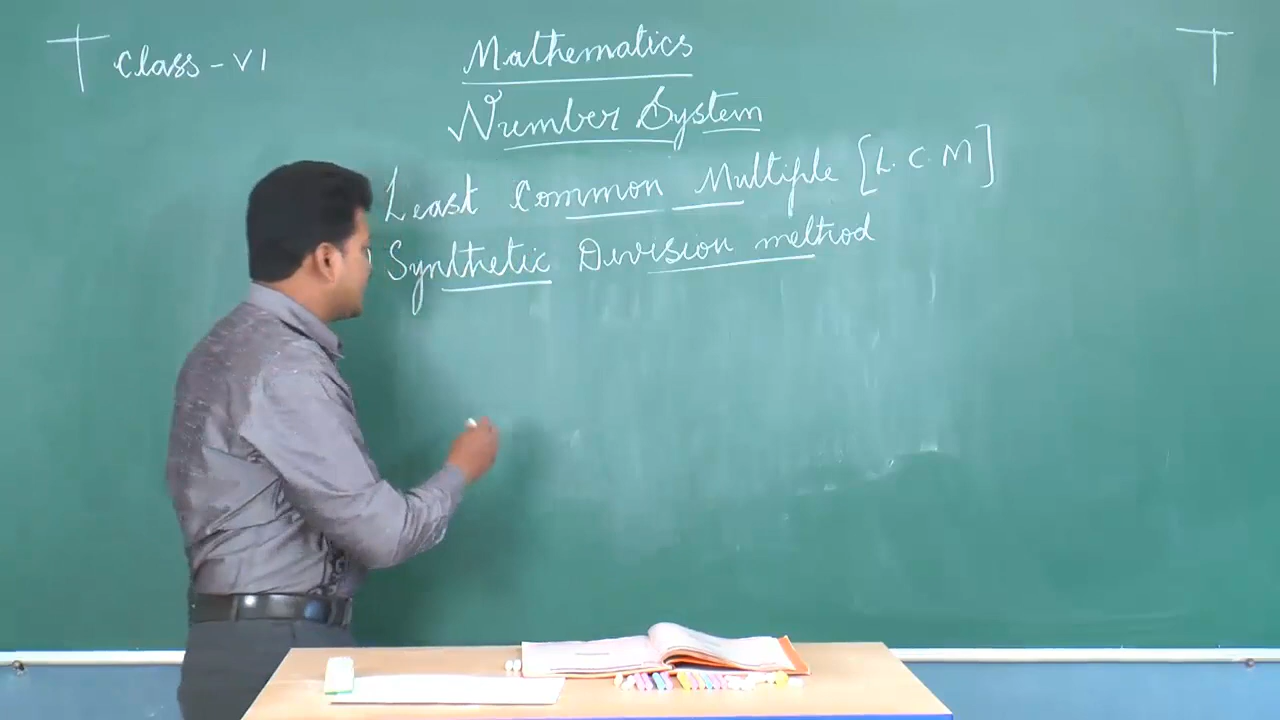 Class - VI
Mathematics
Number System
Least Common Multiple [L.C.M]
Synthetic Division method